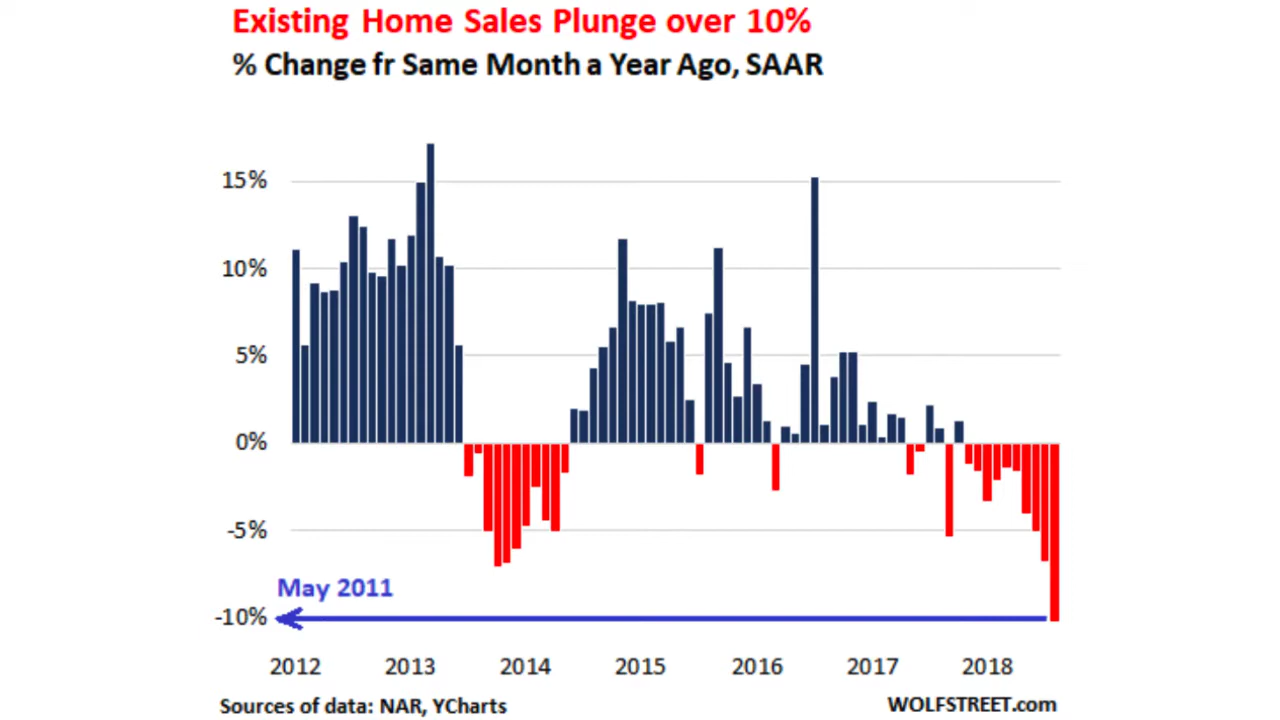 Existing Home Sales Plunge over 10%
% Change fr Same Month a Year Ago, SAAR
15%
10%
5%
0%
-5%
May 2011
-10%
2012 2013 2014 2015 2016 2017 2018
Sources of data: NAR, YCharts
WOLFSTREET.com